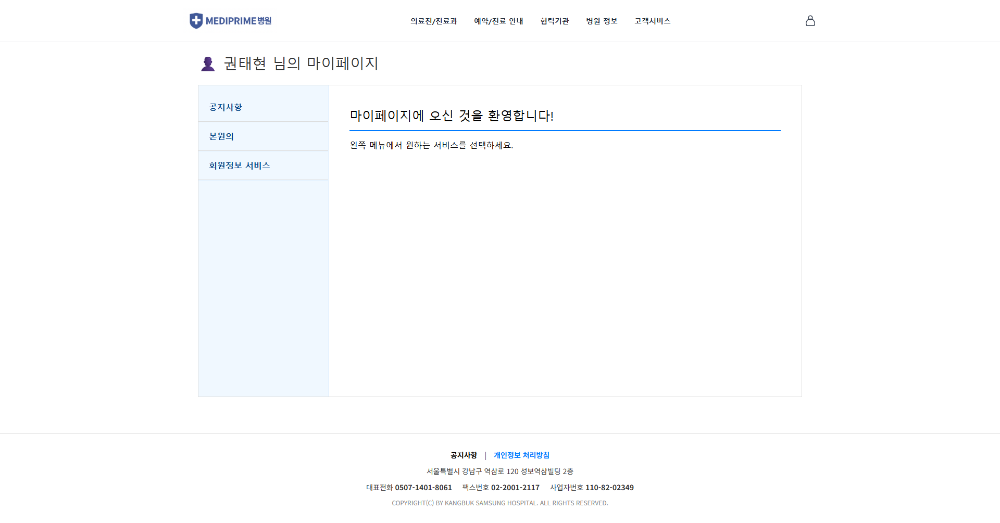 MEDIPRIME병원
의료진/진료과 예약/진료 안내 협력기관 병원 정보 고객서비스
권태현 님의 마이페이지
공지사항
본원의
회원정보 서비스
마이페이지에 오신 것을 환영합니다!
왼쪽 메뉴에서 원하는 서비스를 선택하세요.
공지사항 | 개인정보 처리방침
서울특별시 강남구 역삼로 120 성보역삼빌딩 2층
대표전화 0507-1401-8061 팩스번호 02-2001-2117 사업자번호 110-82-02349
COPYRIGHT(C) BY KANGBUK SAMSUNG HOSPITAL. ALL RIGHTS RESERVED.